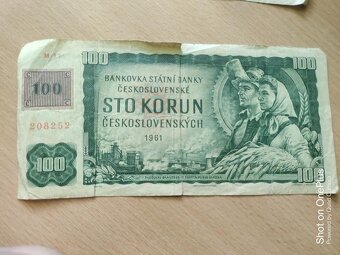 100
100
BANKOVKA STÁTNÍ BANKY
ČESKOSLOVENSKÉ
100
STO KORUN
208252
ČESKOSLOVENSKÝCH
1961
100
100
Shot on OnePlus